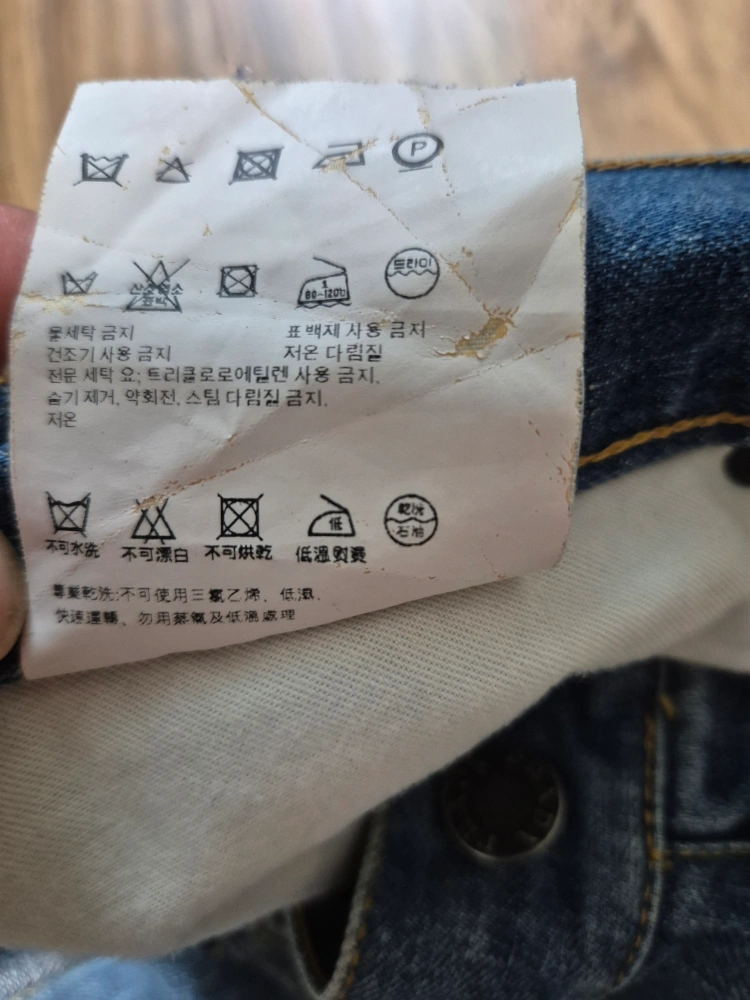 P
드라이
산소 염소
표백
1
80~120℃
물세탁 금지 표백제 사용 금지
건조기 사용 금지 저온 다림질
전문 세탁 요; 트리클로로에틸렌 사용 금지,
습기 제거, 약회전, 스팀 다림질 금지,
저온
低
乾洗
石油
不可水洗 不可漂白 不可烘乾 低溫熨燙
專業乾洗:不可使用三氯乙烯、低濕、
快速運轉、勿用蒸氣及低溫處理